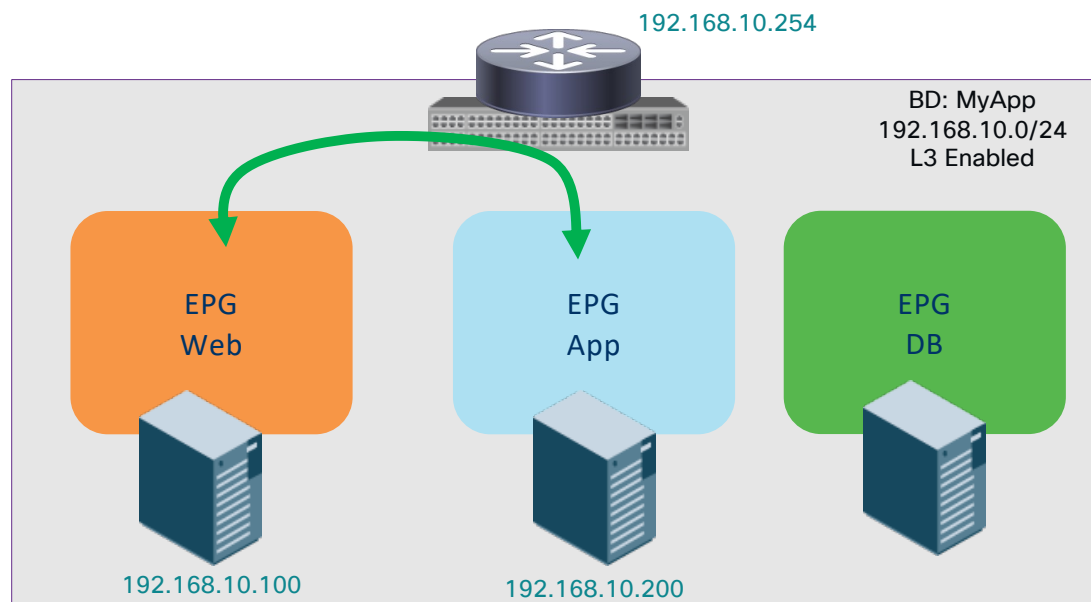 192.168.10.254
BD: MyApp
192.168.10.0/24
L3 Enabled
EPG
Web
EPG
App
EPG
DB
192.168.10.100
192.168.10.200